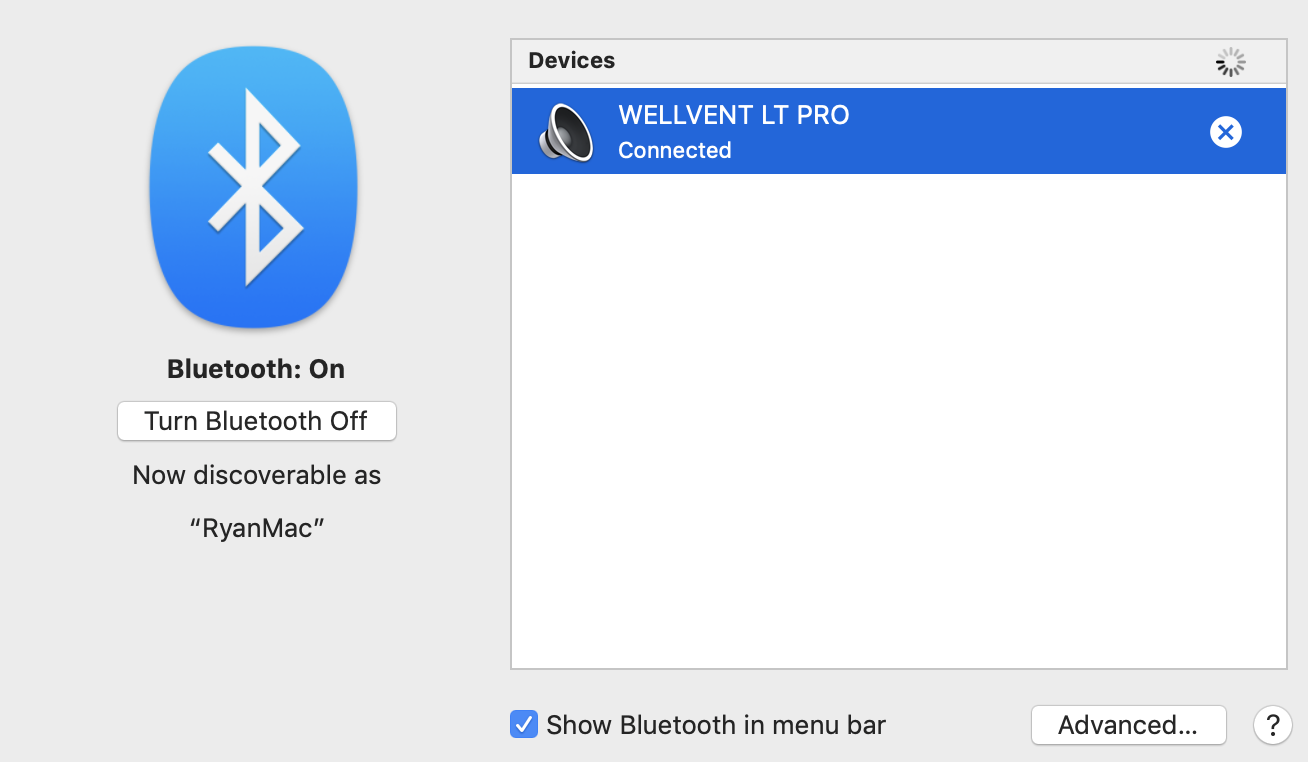 Devices
WELLVENT LT PRO
Connected
Bluetooth: On
Turn Bluetooth Off
Now discoverable as
“RyanMac”
Show Bluetooth in menu bar
Advanced...
?